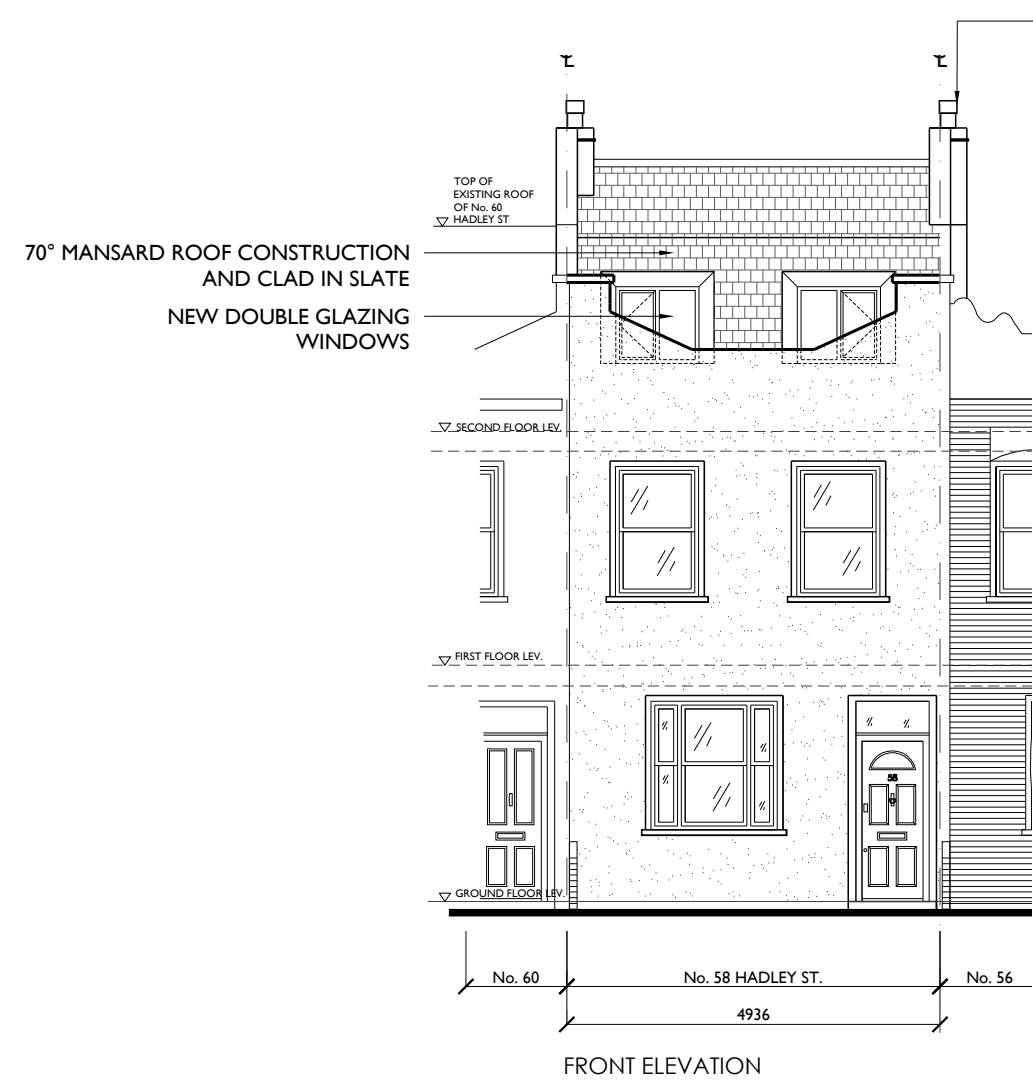 TOP OF
EXISTING ROOF
OF No. 60
HADLEY ST
70° MANSARD ROOF CONSTRUCTION
AND CLAD IN SLATE
NEW DOUBLE GLAZING
WINDOWS
SECOND FLOOR LEV.
FIRST FLOOR LEV.
58
GROUND FLOOR LEV.
No. 60
No. 58 HADLEY ST.
No. 56
4936
FRONT ELEVATION